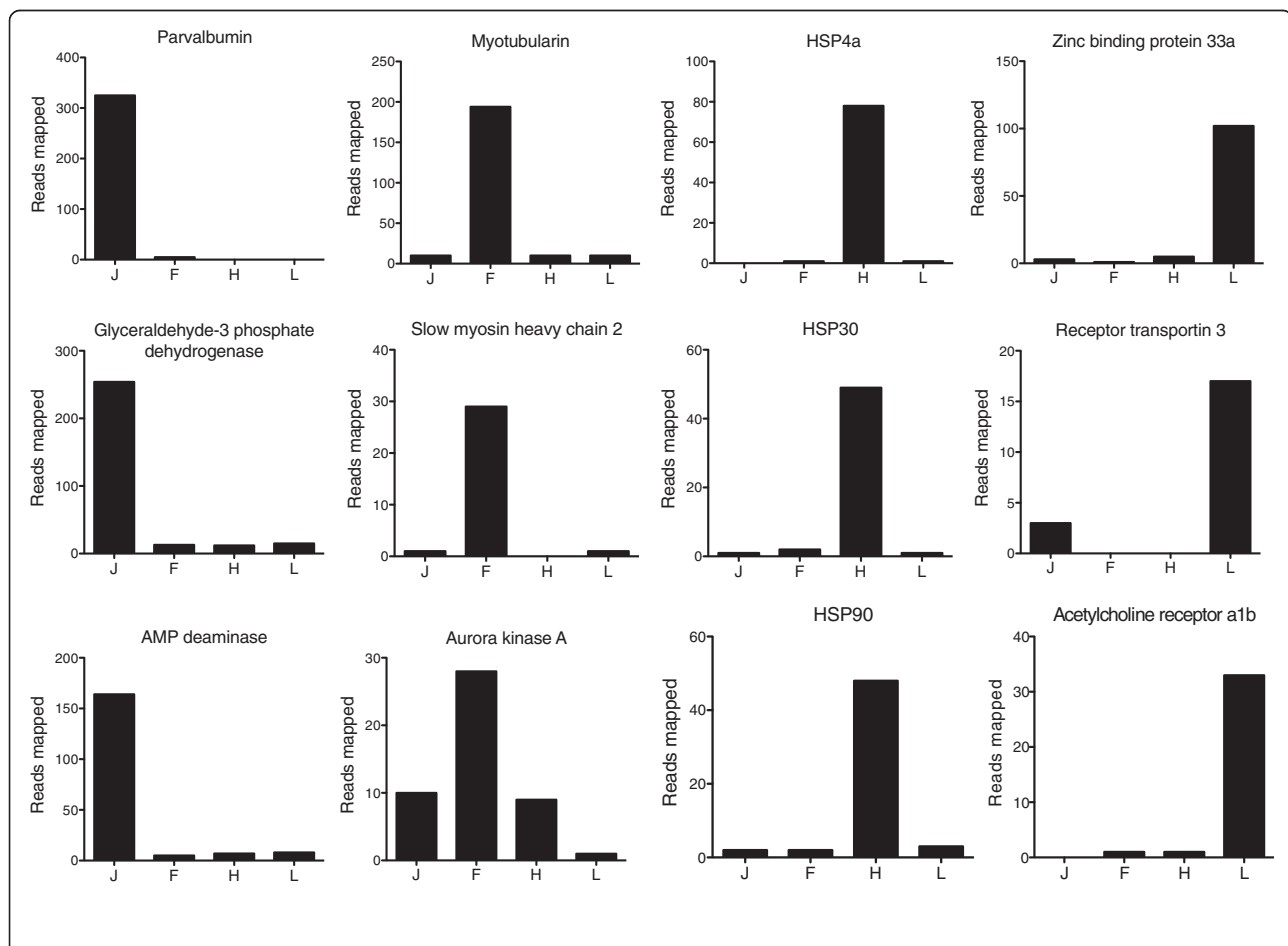 Parvalbumin
Reads mapped
400
300
200
100
0
J F H L
Myotubularin
Reads mapped
250
200
150
100
50
0
J F H L
HSP4a
Reads mapped
100
80
60
40
20
0
J F H L
Zinc binding protein 33a
Reads mapped
150
100
50
0
J F H L
Glyceraldehyde-3 phosphate
dehydrogenase
Reads mapped
300
200
100
0
J F H L
Slow myosin heavy chain 2
Reads mapped
40
30
20
10
0
J F H L
HSP30
Reads mapped
60
40
20
0
J F H L
Receptor transportin 3
Reads mapped
20
15
10
5
0
J F H L
AMP deaminase
Reads mapped
200
150
100
50
0
J F H L
Aurora kinase A
Reads mapped
30
20
10
0
J F H L
HSP90
Reads mapped
60
40
20
0
J F H L
Acetylcholine receptor a1b
Reads mapped
40
30
20
10
0
J F H L